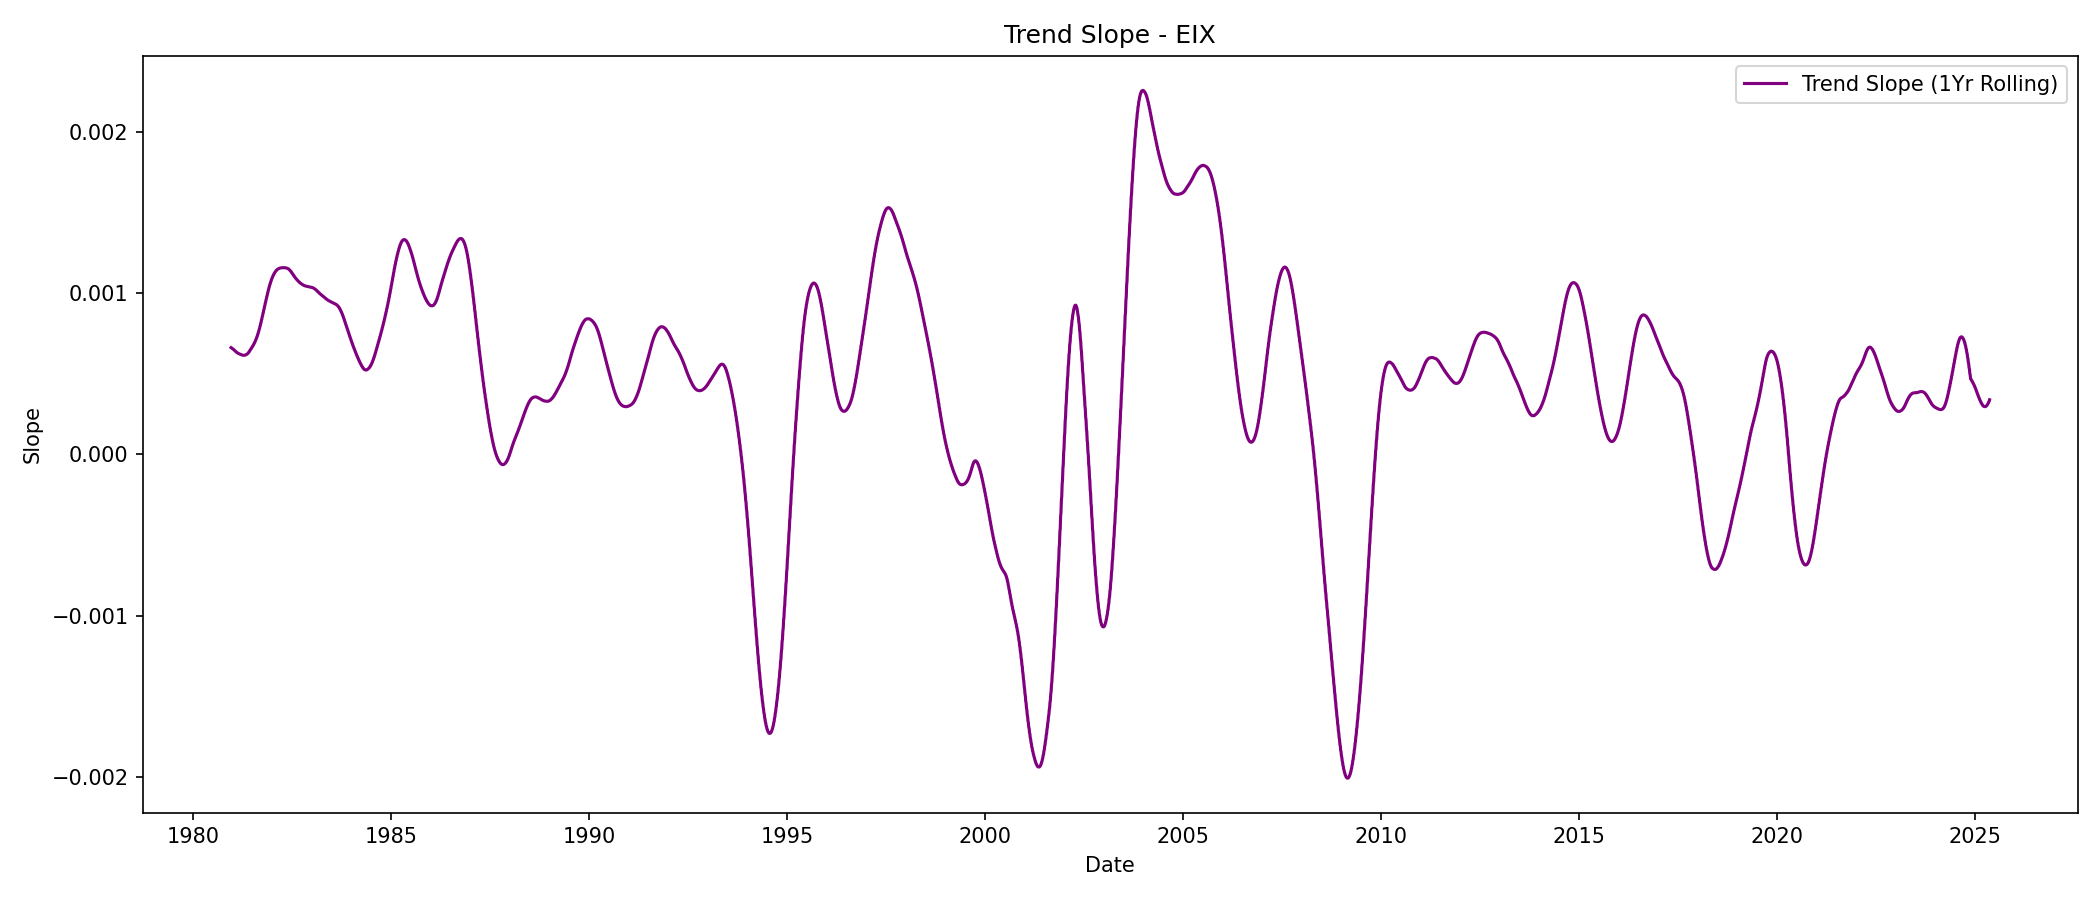 Trend Slope - EIX
Trend Slope (1Yr Rolling)
Slope
0.002
0.001
0.000
−0.001
−0.002
1980 1985 1990 1995 2000 2005 2010 2015 2020 2025
Date